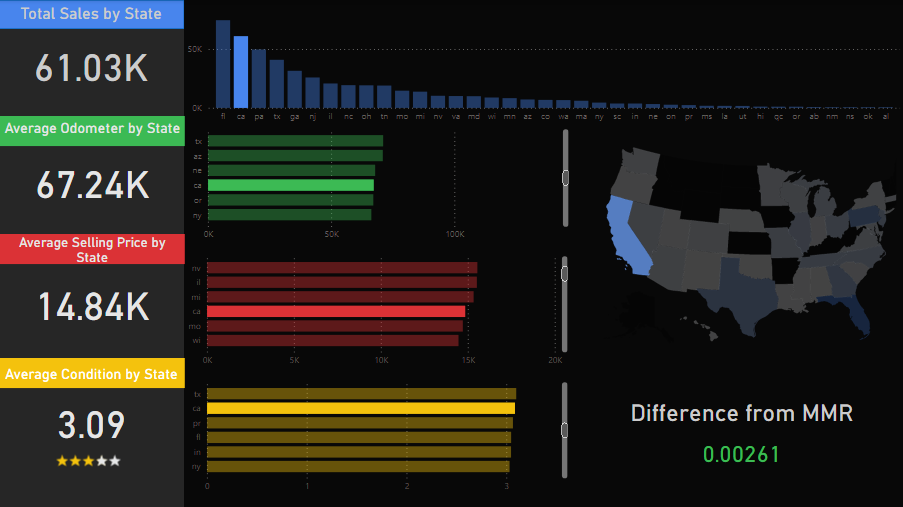 Total Sales by State
61.03K
50K
0K
fl ca pa tx ga nj il nc oh tn mo mi nv va md wi mn az co wa ma ny sc in ne on pr ms la ut hi qc or ab nm ns ok al
Average Odometer by State
67.24K
tx
az
ne
ca
or
ny
0K 50K 100K
Average Selling Price by
State
14.84K
nv
il
mi
ca
mo
wi
0K 5K 10K 15K 20K
Average Condition by State
3.09
tx
ca
pr
fl
in
ny
0 1 2 3
Difference from MMR
0.00261